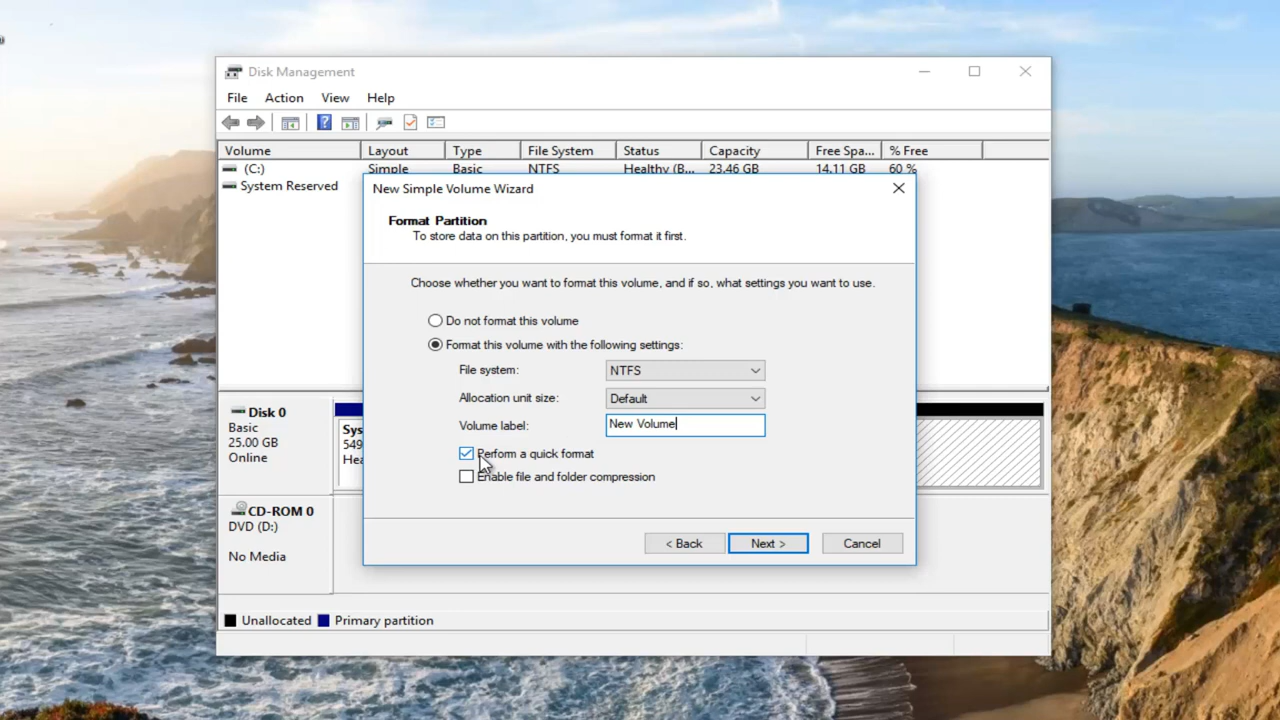 Disk Management
File Action View Help
Volume Layout Type File System Status Capacity Free Spa... % Free
(C:) Simple Basic NTFS Healthy (B... 23.46 GB 14.11 GB 60 %
System Reserved
New Simple Volume Wizard
Format Partition
To store data on this partition, you must format it first.
Choose whether you want to format this volume, and if so, what settings you want to use.
Do not format this volume
Format this volume with the following settings:
File system: NTFS
Allocation unit size: Default
Volume label: New Volume
Perform a quick format
Enable file and folder compression
< Back Next > Cancel
Disk 0
Basic
25.00 GB
Online
Sys
549
Hea
CD-ROM 0
DVD (D:)
No Media
Unallocated Primary partition